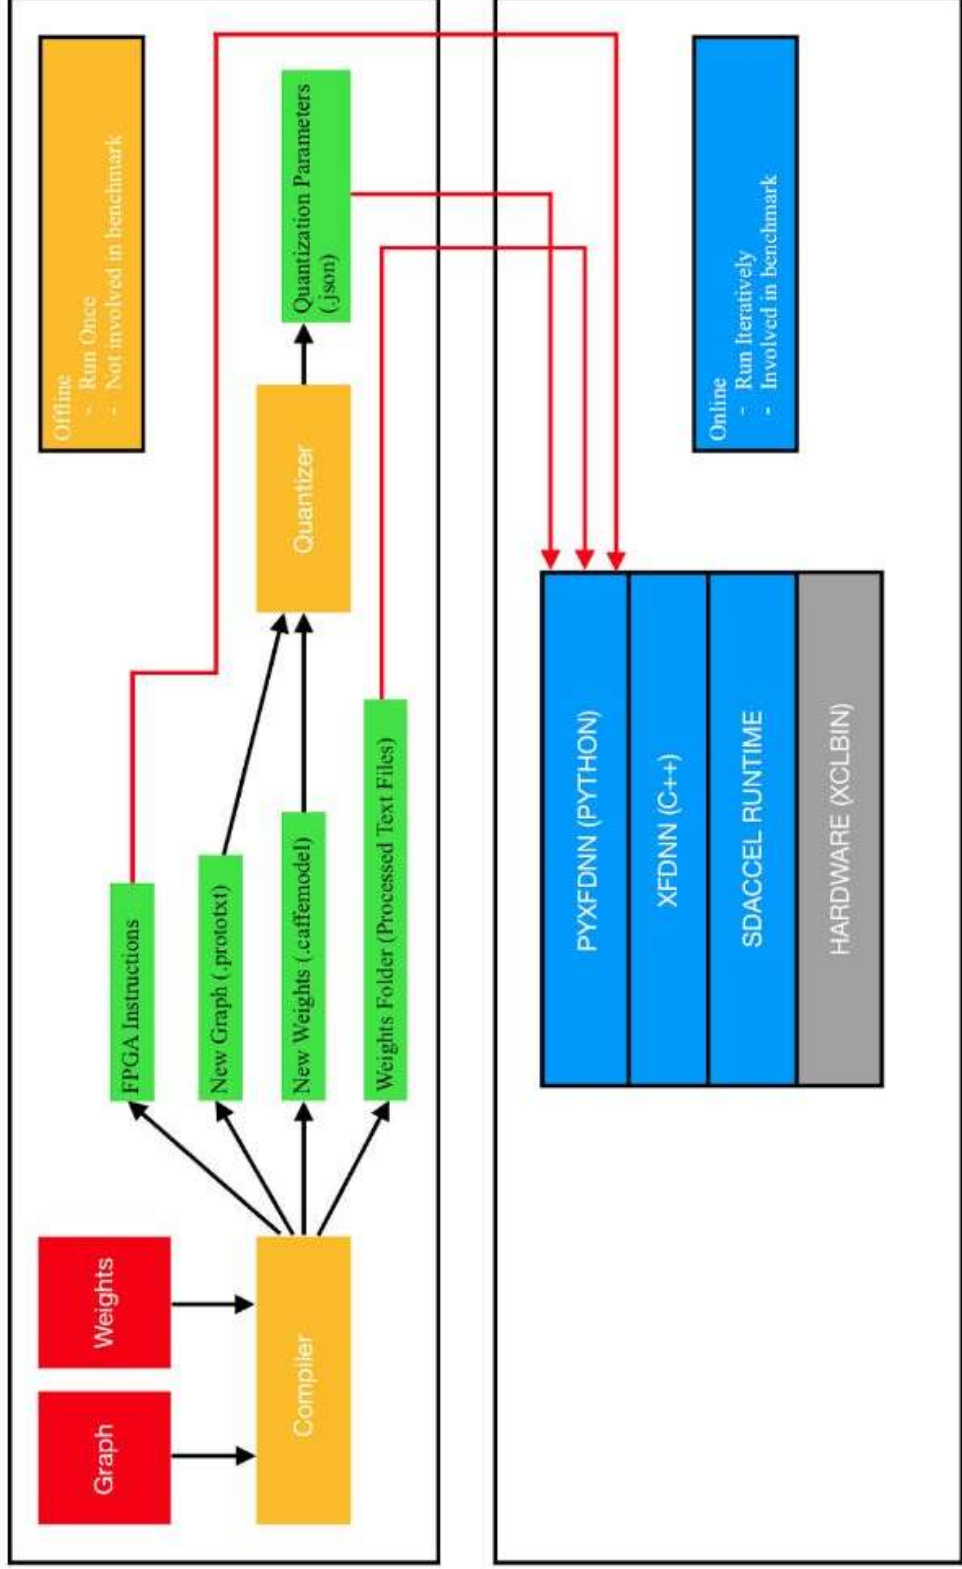 Graph
Weights
Compiler
FPGA Instructions
New Graph (.prototxt)
New Weights (.caffemodel)
Weights Folder (Processed Text Files)
Quantizer
Quantization Parameters
(.json)
Offline
- Run Once
- Not involved in benchmark
PYXFDNN (PYTHON)
XFDNN (C++)
SDACCEL RUNTIME
HARDWARE (XCLBIN)
Online
- Run Iteratively
- Involved in benchmark